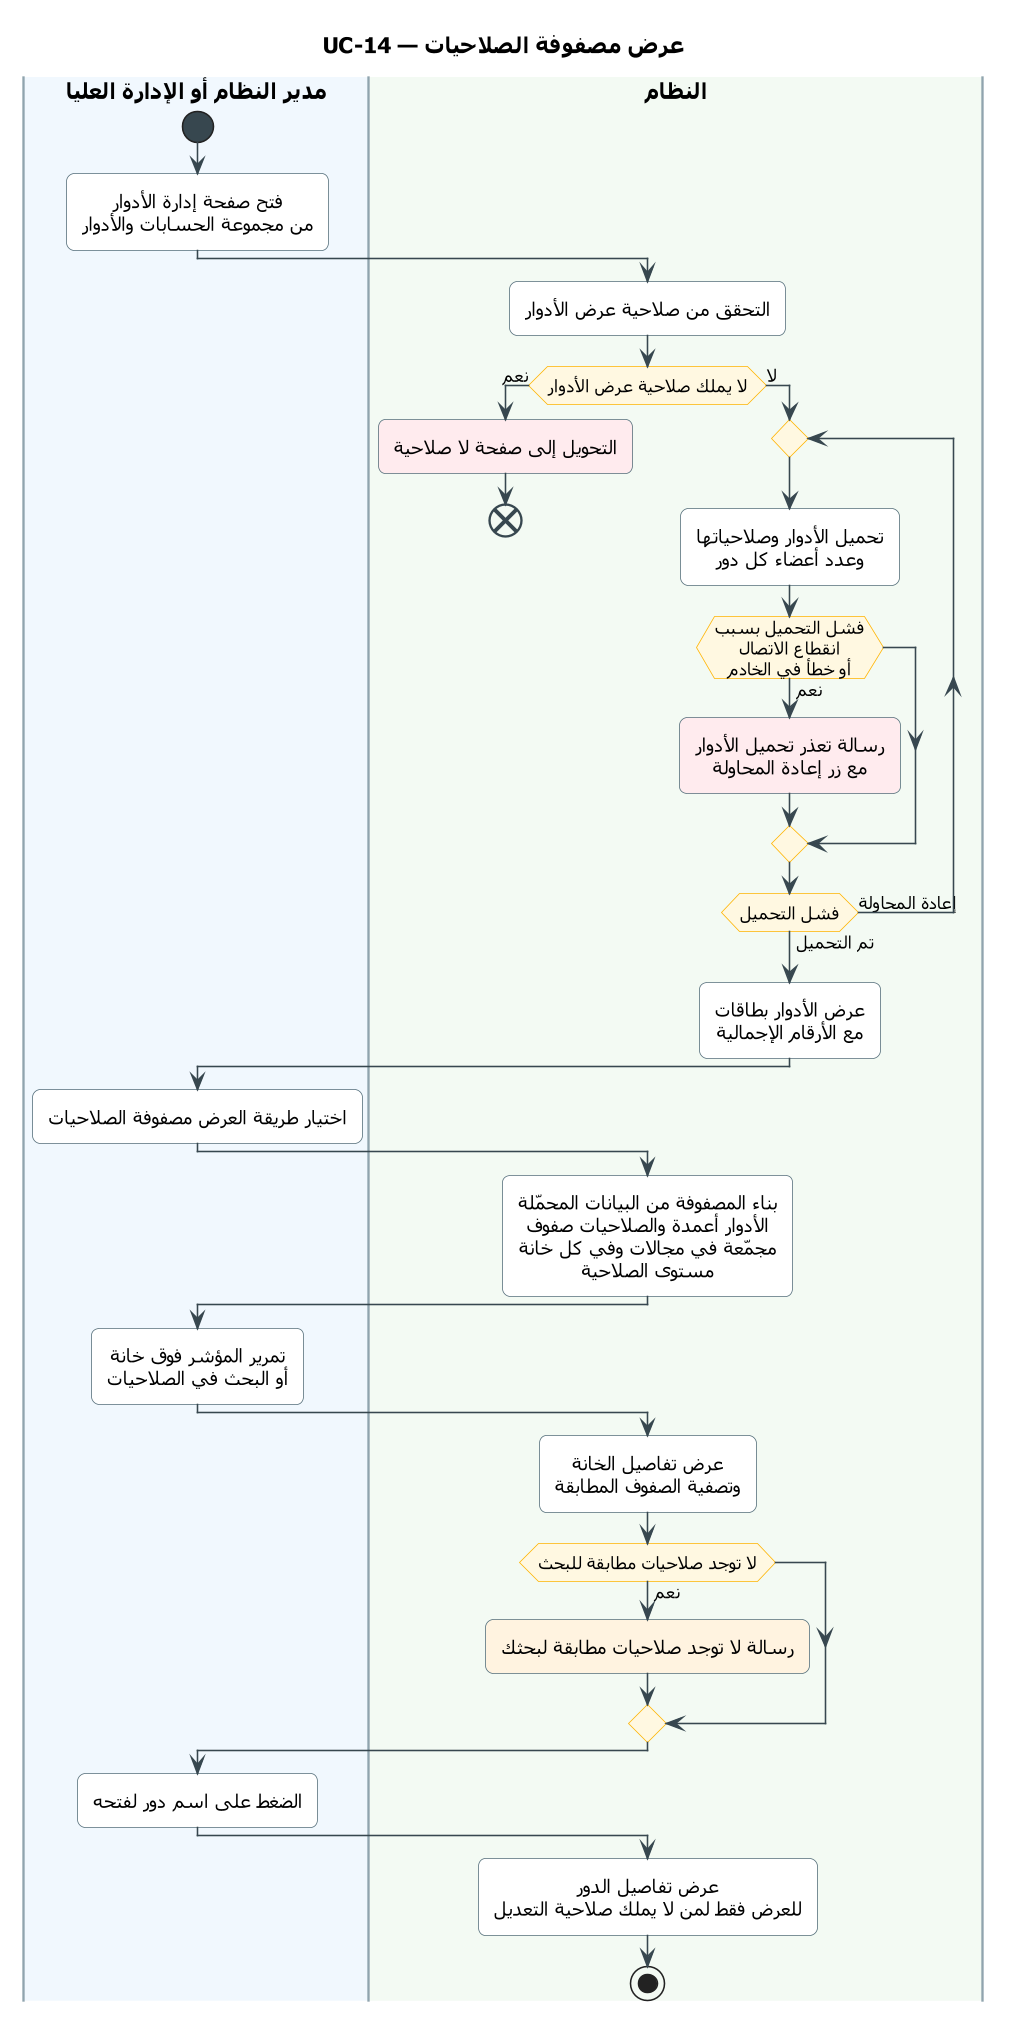 UC-14 — عرض مصفوفة الصلاحيات
مدير النظام أو الإدارة العليا
النظام
فتح صفحة إدارة الأدوار
من مجموعة الحسابات والأدوار
التحقق من صلاحية عرض الأدوار
لا يملك صلاحية عرض الأدوار
نعم
لا
التحويل إلى صفحة لا صلاحية
تحميل الأدوار وصلاحياتها
وعدد أعضاء كل دور
فشل التحميل بسبب
انقطاع الاتصال
أو خطأ في الخادم
نعم
رسالة تعذر تحميل الأدوار
مع زر إعادة المحاولة
فشل التحميل
إعادة المحاولة
تم التحميل
عرض الأدوار بطاقات
مع الأرقام الإجمالية
اختيار طريقة العرض مصفوفة الصلاحيات
بناء المصفوفة من البيانات المحمّلة
الأدوار أعمدة والصلاحيات صفوف
مجمّعة في مجالات وفي كل خانة
مستوى الصلاحية
تمرير المؤشر فوق خانة
أو البحث في الصلاحيات
عرض تفاصيل الخانة
وتصفية الصفوف المطابقة
لا توجد صلاحيات مطابقة للبحث
نعم
رسالة لا توجد صلاحيات مطابقة لبحثك
الضغط على اسم دور لفتحه
عرض تفاصيل الدور
للعرض فقط لمن لا يملك صلاحية التعديل